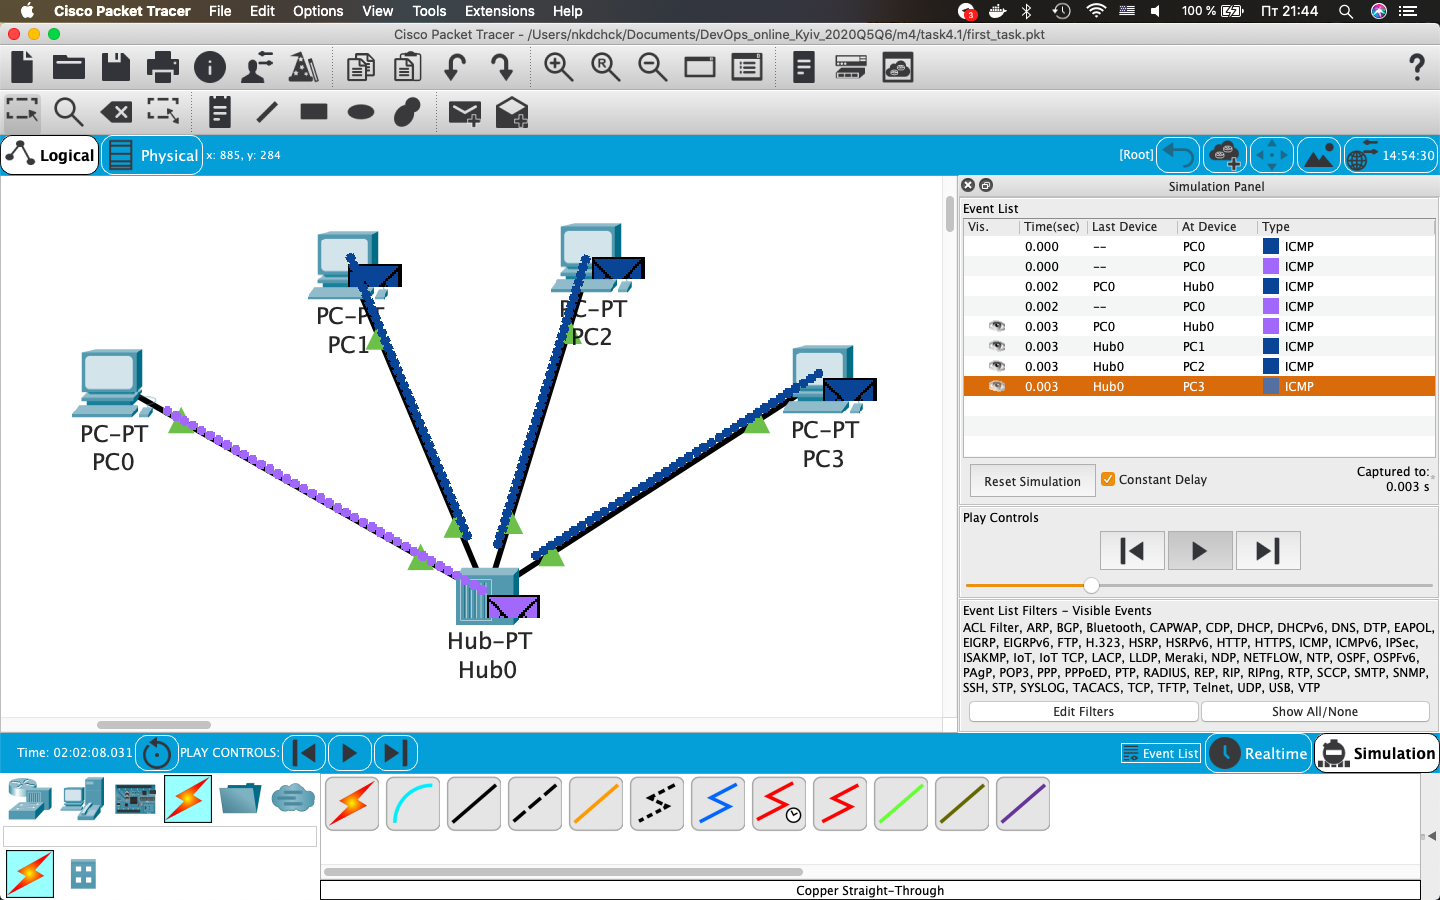 Cisco Packet Tracer File Edit Options View Tools Extensions Help 3 100 % Пт 21:44
Cisco Packet Tracer - /Users/nkdchck/Documents/DevOps_online_Kyiv_2020Q5Q6/m4/task4.1/first_task.pkt
R
Logical Physical x: 885, y: 284 [Root] 14:54:30
Simulation Panel
Event List
Vis. Time(sec) Last Device At Device Type
0.000 -- PC0 ICMP
0.000 -- PC0 ICMP
0.002 PC0 Hub0 ICMP
0.002 -- PC0 ICMP
0.003 PC0 Hub0 ICMP
0.003 Hub0 PC1 ICMP
0.003 Hub0 PC2 ICMP
0.003 Hub0 PC3 ICMP
Reset Simulation Constant Delay Captured to:
0.003 s
Play Controls
Event List Filters - Visible Events
ACL Filter, ARP, BGP, Bluetooth, CAPWAP, CDP, DHCP, DHCPv6, DNS, DTP, EAPOL,
EIGRP, EIGRPv6, FTP, H.323, HSRP, HSRPv6, HTTP, HTTPS, ICMP, ICMPv6, IPSec,
ISAKMP, IoT, IoT TCP, LACP, LLDP, Meraki, NDP, NETFLOW, NTP, OSPF, OSPFv6,
PAgP, POP3, PPP, PPPoED, PTP, RADIUS, REP, RIP, RIPng, RTP, SCCP, SMTP, SNMP,
SSH, STP, SYSLOG, TACACS, TCP, TFTP, Telnet, UDP, USB, VTP
Edit Filters Show All/None
PC-PT
PC1
PC-PT
PC2
PC-PT
PC0
PC-PT
PC3
Hub-PT
Hub0
Time: 02:02:08.031 PLAY CONTROLS: Event List Realtime Simulation
Copper Straight-Through